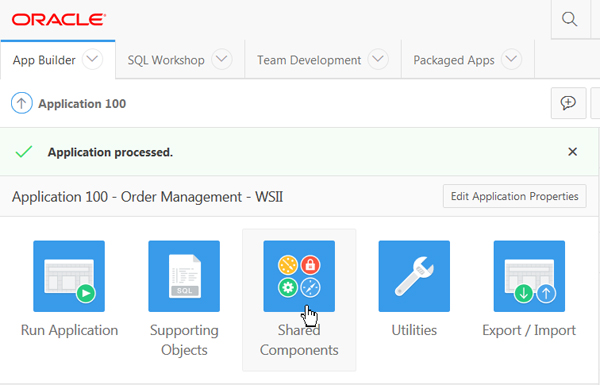 ORACLE
App Builder SQL Workshop Team Development Packaged Apps
Application 100
Application processed.
Application 100 - Order Management - WSII
Edit Application Properties
SQL
Run Application
Supporting
Objects
Shared
Components
Utilities
Export / Import